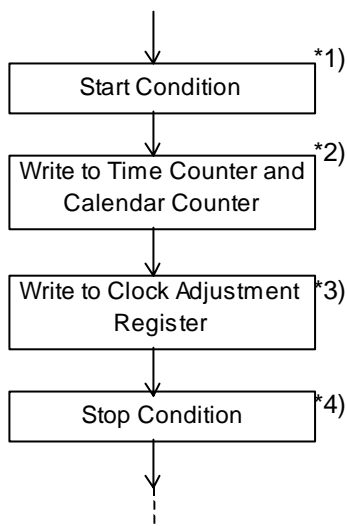 *1)
Start Condition
*2)
Write to Time Counter and
Calendar Counter
*3)
Write to Clock Adjustment
Register
*4)
Stop Condition